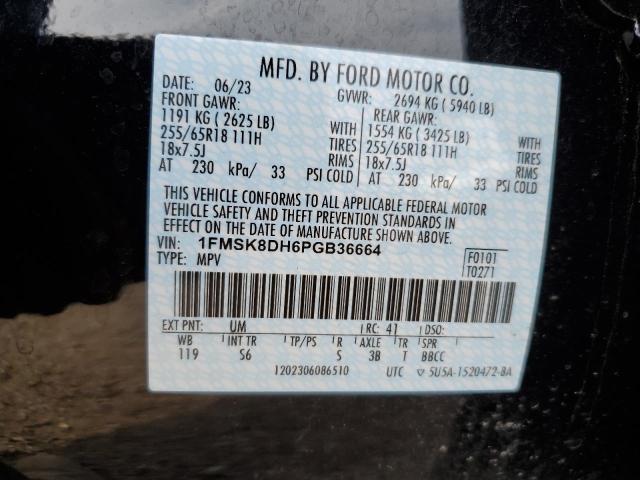 MFD. BY FORD MOTOR CO.
DATE: 06/23 GVWR: 2694 KG ( 5940 LB)
FRONT GAWR: REAR GAWR:
1191 KG ( 2625 LB) WITH 1554 KG ( 3425 LB) WITH
255/65R18 111H TIRES 255/65R18 111H TIRES
18x7.5J RIMS 18x7.5J RIMS
AT 230 kPa/ 33 PSI COLD AT 230 kPa/ 33 PSI COLD
THIS VEHICLE CONFORMS TO ALL APPLICABLE FEDERAL MOTOR
VEHICLE SAFETY AND THEFT PREVENTION STANDARDS IN
EFFECT ON THE DATE OF MANUFACTURE SHOWN ABOVE.
VIN: 1FMSK8DH6PGB36664 F0101
TYPE: MPV T0271
EXT PNT: UM RC: 41 DSO:
WB INT TR TP/PS R AXLE TR SPR
119 S6 S 3B T BBCC
1202306086510 UTC 5U5A-1520472-BA